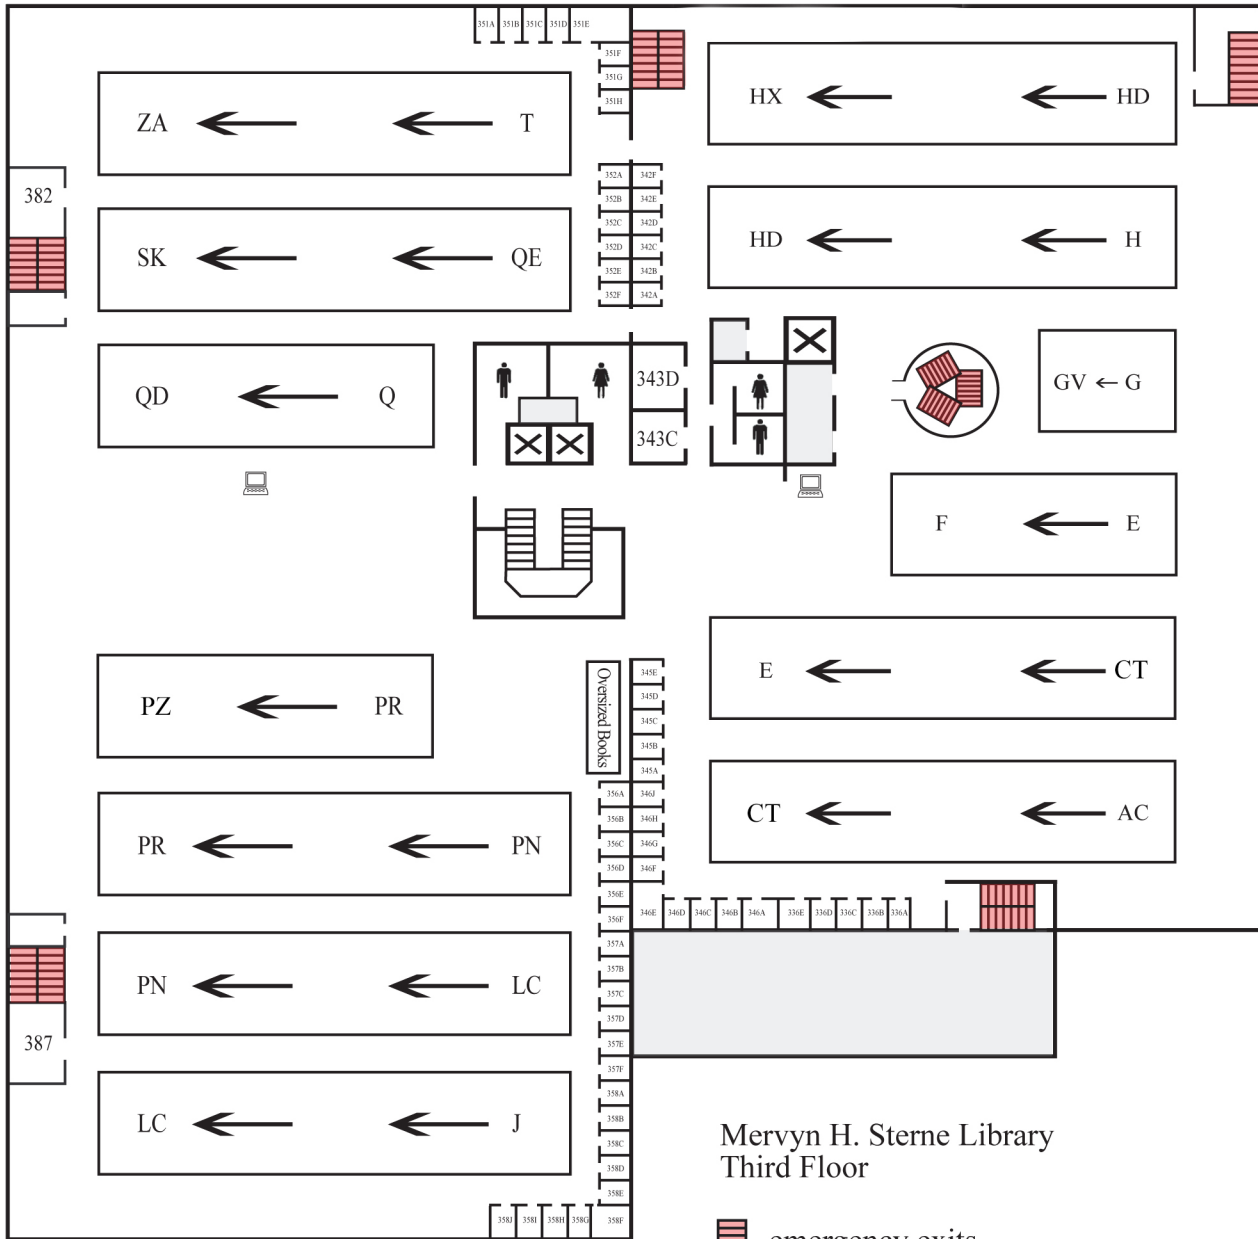 351A 351B 351C 351D 351E
351F
351G
351H
HX HD
ZA T
352A 342F
352B 342E
352C 342D
352D 342C
352E 342B
352F 342A
382
HD H
SK QE
343D
343C
GV G
QD Q
F E
E CT
Oversized Books
345E
345D
345C
345B
345A
PZ PR
356A 346J
356B 346H
356C 346G
356D 346F
356E
356F
CT AC
PR PN
346E 346D 346C 346B 346A 336E 336D 336C 336B 336A
357A
357B
357C
357D
357E
357F
PN LC
387
358A
358B
358C
358D
358E
LC J
358J 358I 358H 358G 358F
Mervyn H. Sterne Library
Third Floor
emergency exits